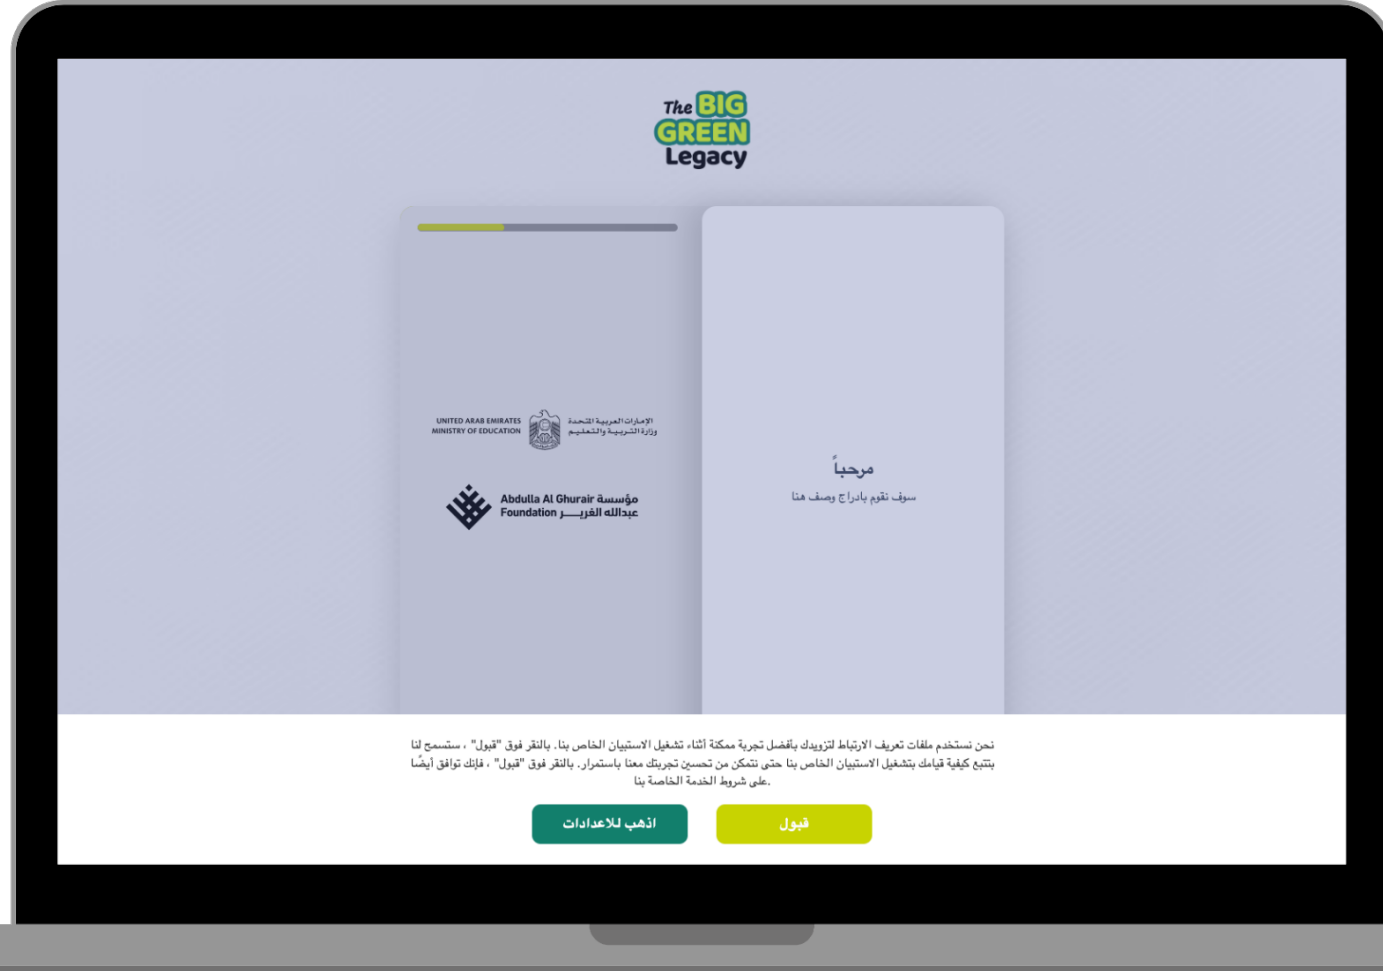 The BIG
GREEN
Legacy
UNITED ARAB EMIRATES
MINISTRY OF EDUCATION
الإمارات العربية المتحدة
وزارة التربية والتعليم
Abdulla Al Ghurair مؤسسة
Foundation عبدالله الغرير
مرحباً
سوف نقوم بادراج وصف هنا
نحن نستخدم ملفات تعريف الارتباط لتزويدك بأفضل تجربة ممكنة أثناء تشغيل الاستبيان الخاص بنا. بالنقر فوق "قبول" ، ستسمح لنا
بتتبع كيفية قيامك بتشغيل الاستبيان الخاص بنا حتى نتمكن من تحسين تجربتك معنا باستمرار. بالنقر فوق "قبول" ، فإنك توافق أيضًا
.على شروط الخدمة الخاصة بنا
قبول
اذهب للاعدادات